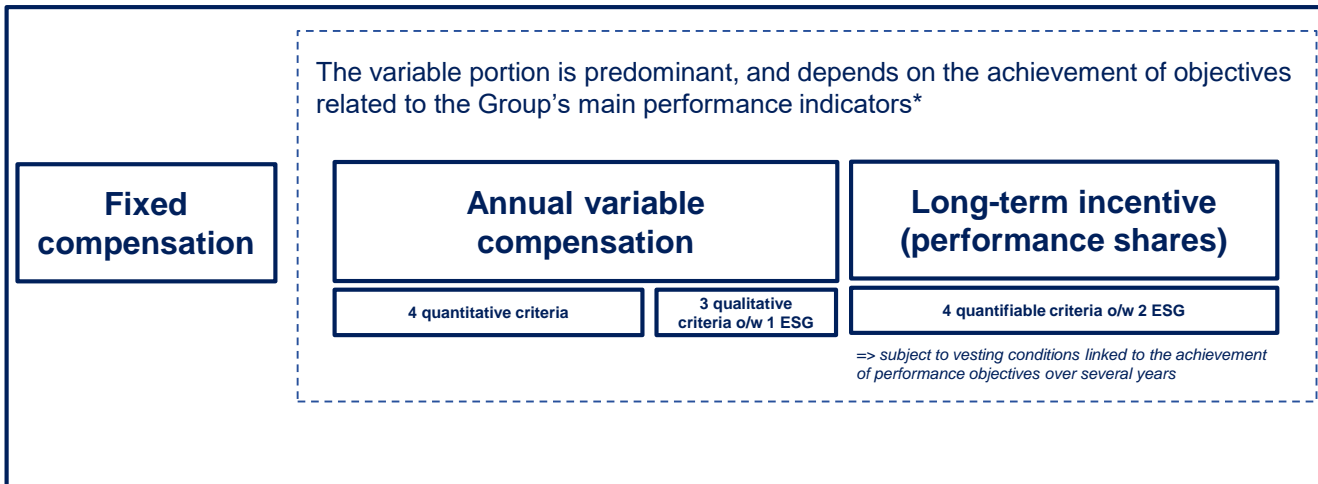 The variable portion is predominant, and depends on the achievement of objectives
related to the Group's main performance indicators*
Fixed
compensation
Annual variable
compensation
Long-term incentive
(performance shares)
4 quantitative criteria
3 qualitative
criteria o/w 1 ESG
4 quantifiable criteria o/w 2 ESG
=> subject to vesting conditions linked to the achievement
of performance objectives over several years